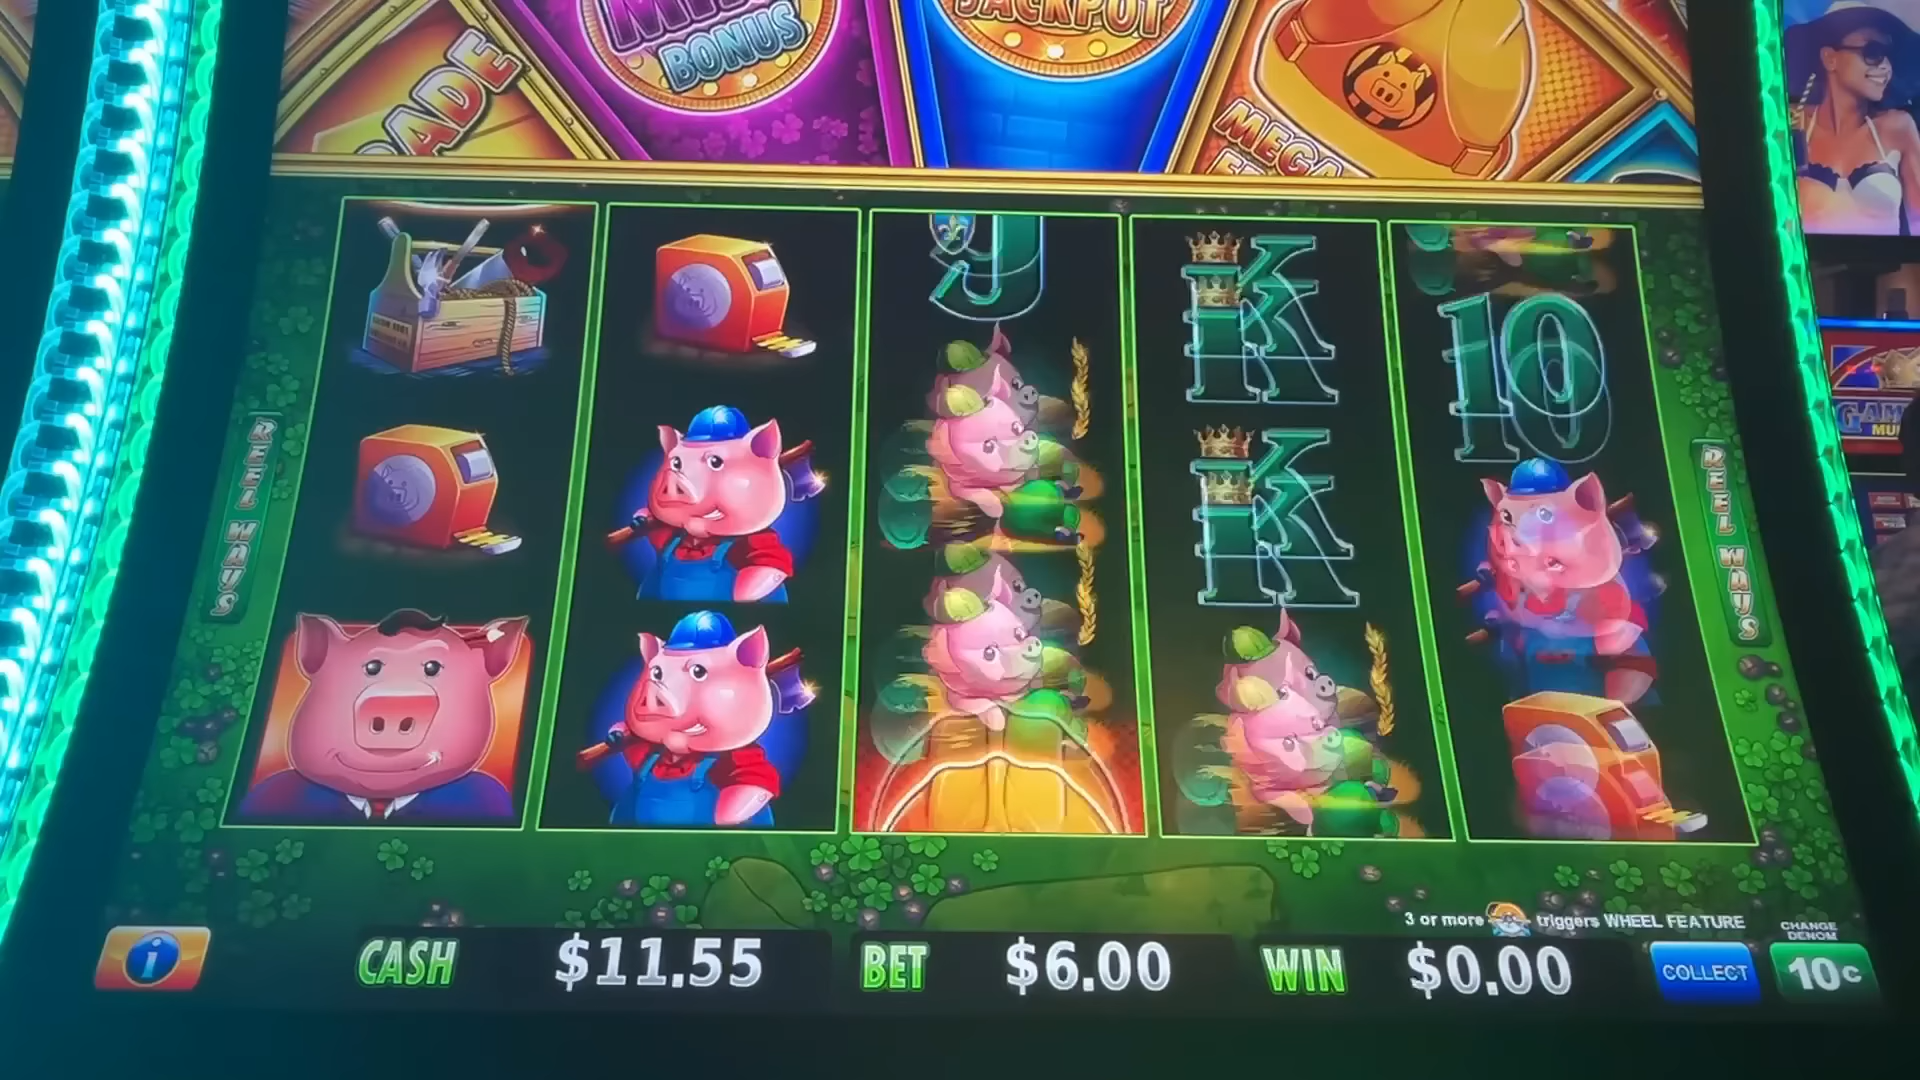 BONUS
JACKPOT
MEGA
REEL WAYS
J
K
10
K
REEL WAYS
3 or more triggers WHEEL FEATURE
CHANGE
DENOM
CASH $11.55 BET $6.00 WIN $0.00 COLLECT 10¢